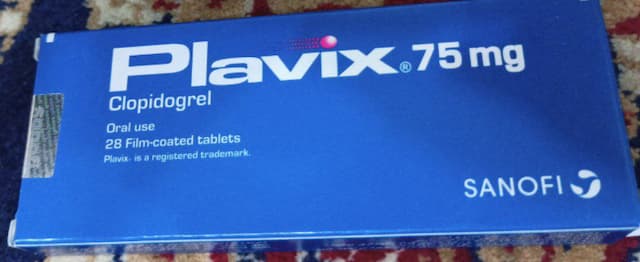 Plavix® 75 mg
Clopidogrel
Oral use
28 Film-coated tablets
Plavix® is a registered trademark.
SANOFI